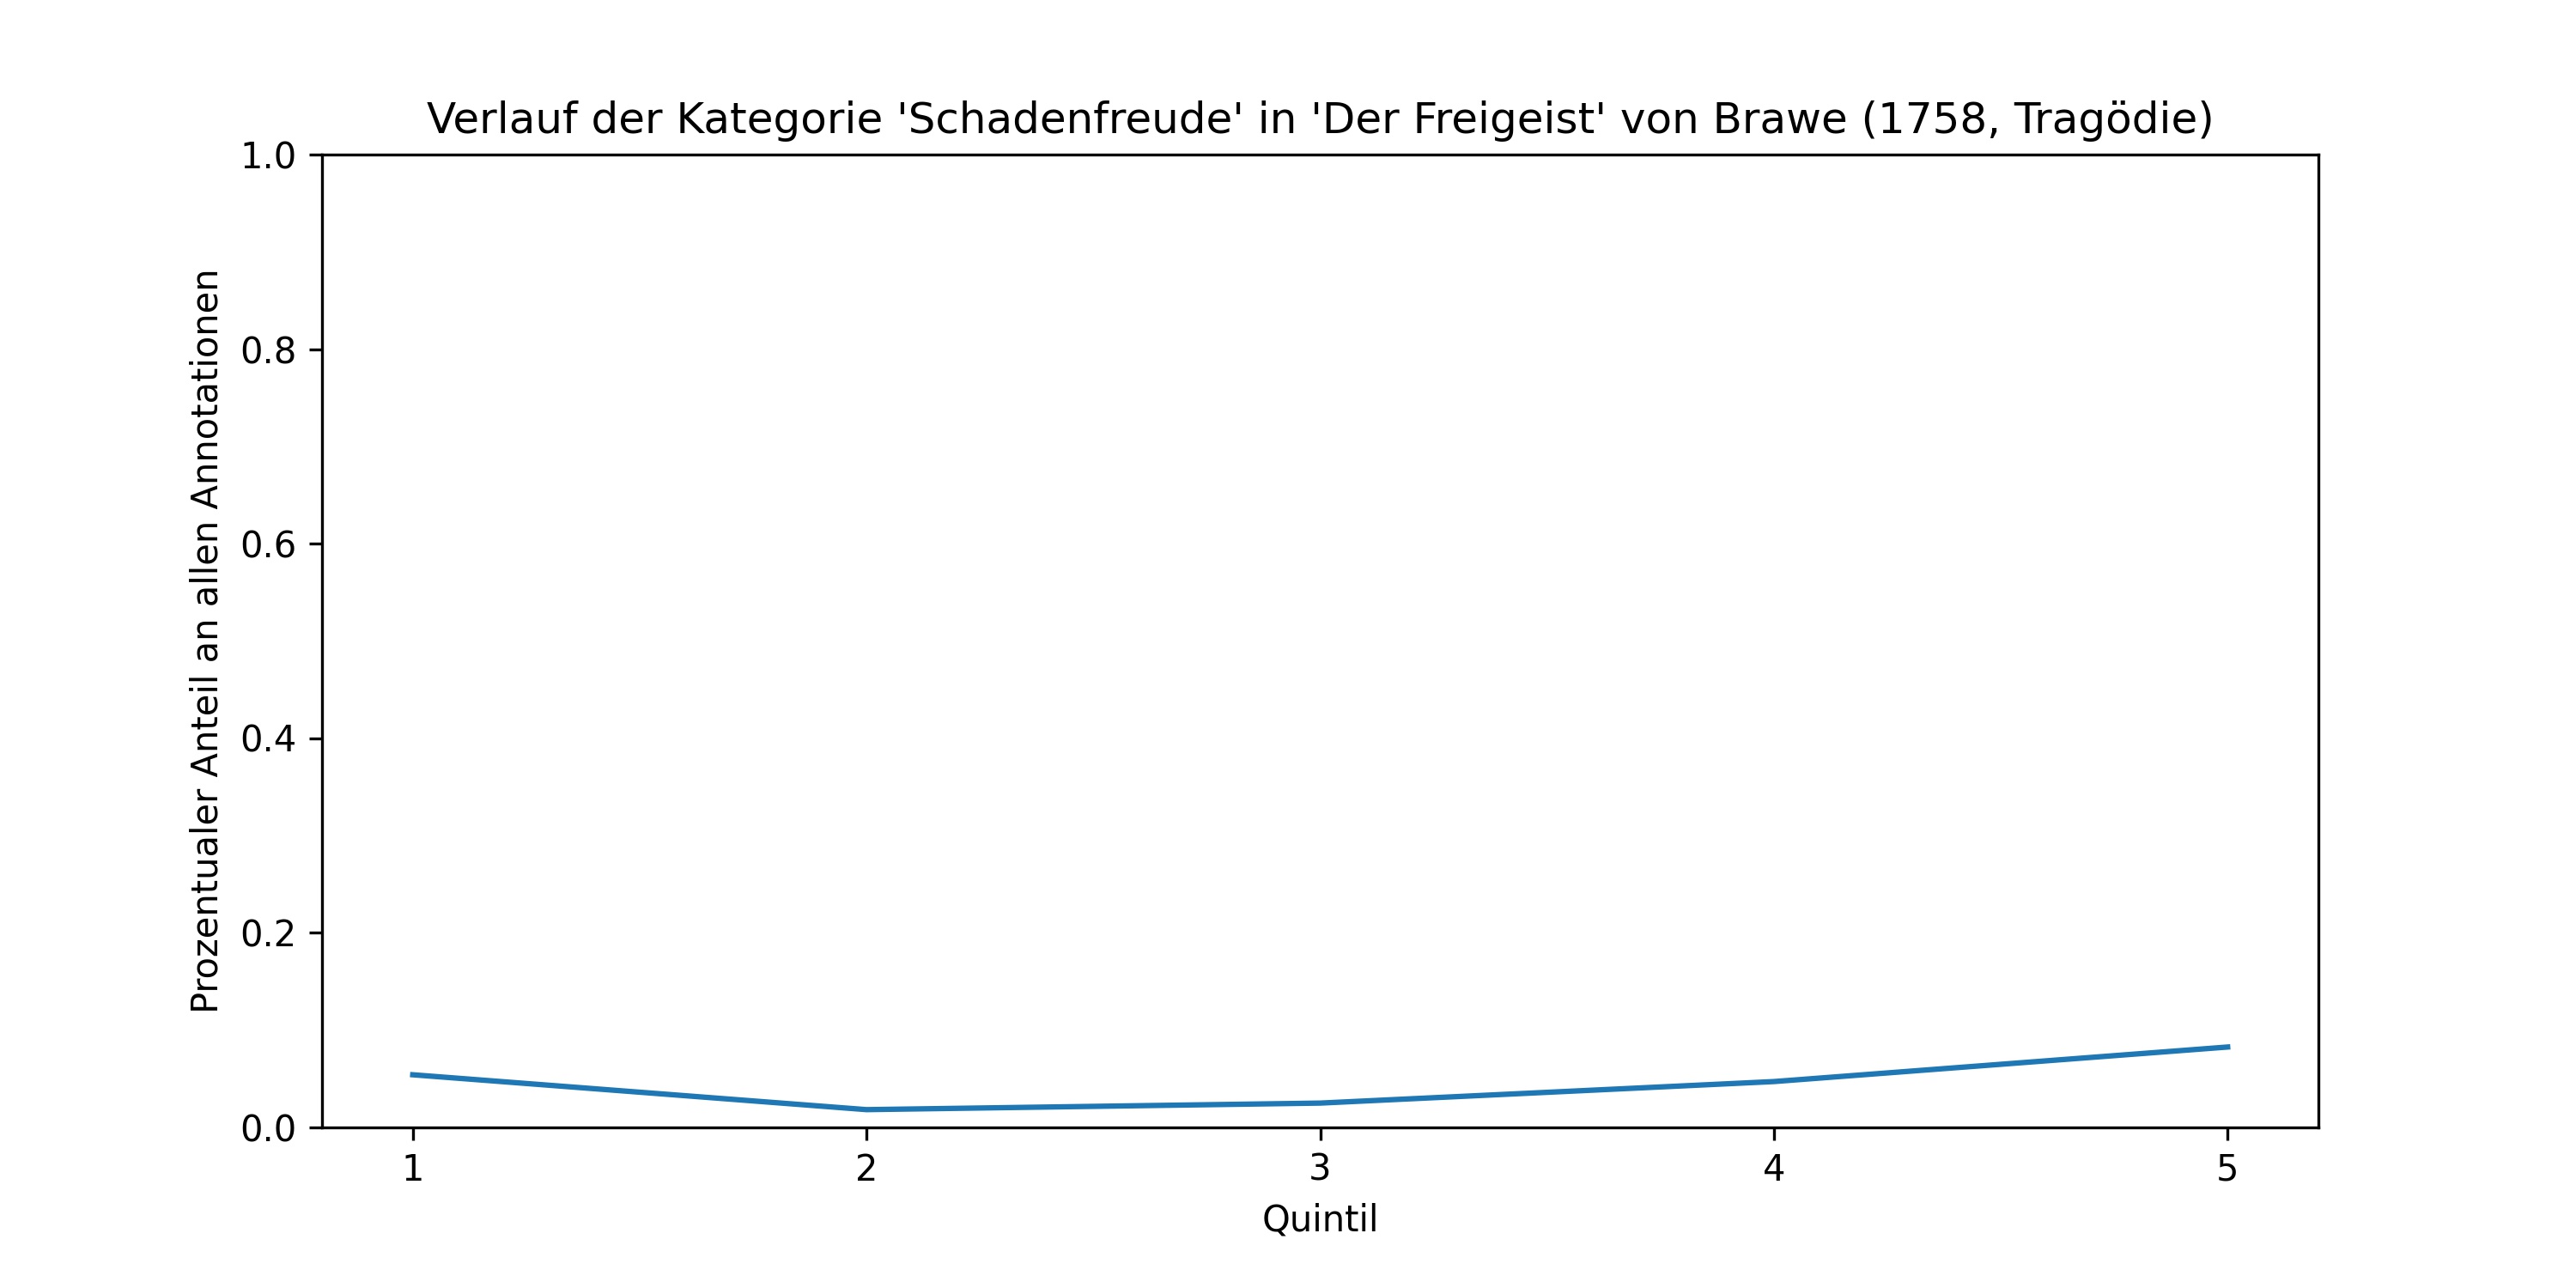 Verlauf der Kategorie 'Schadenfreude' in 'Der Freigeist' von Brawe (1758, Tragödie)
Prozentualer Anteil an allen Annotationen
1.0
0.8
0.6
0.4
0.2
0.0
1 2 3 4 5
Quintil